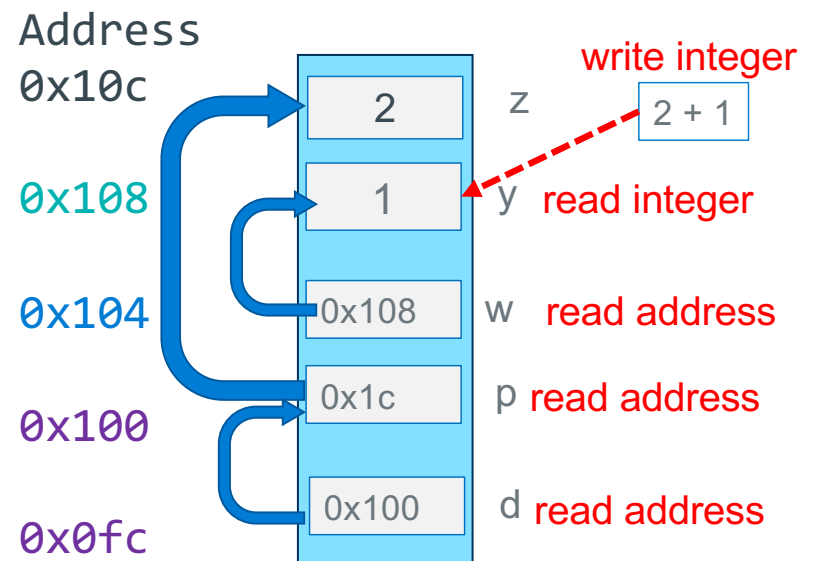 Address
write integer
0x10c 2 z 2 + 1
0x108 1 y read integer
0x104 0x108 w read address
0x100 0x1c p read address
0x0fc 0x100 d read address